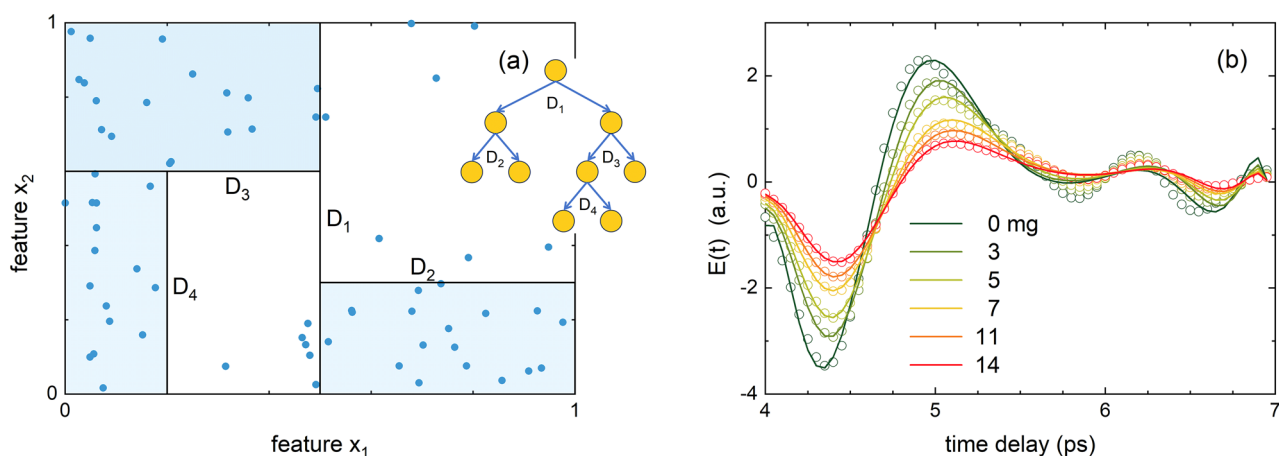 1
(a)
D₁
D₂
D₃
D₄
feature x₂
D₃
D₁
D₄
D₂
0
0
1
feature x₁
(b)
2
0
-2
-4
E(t) (a.u.)
0 mg
3
5
7
11
14
4
5
6
7
time delay (ps)